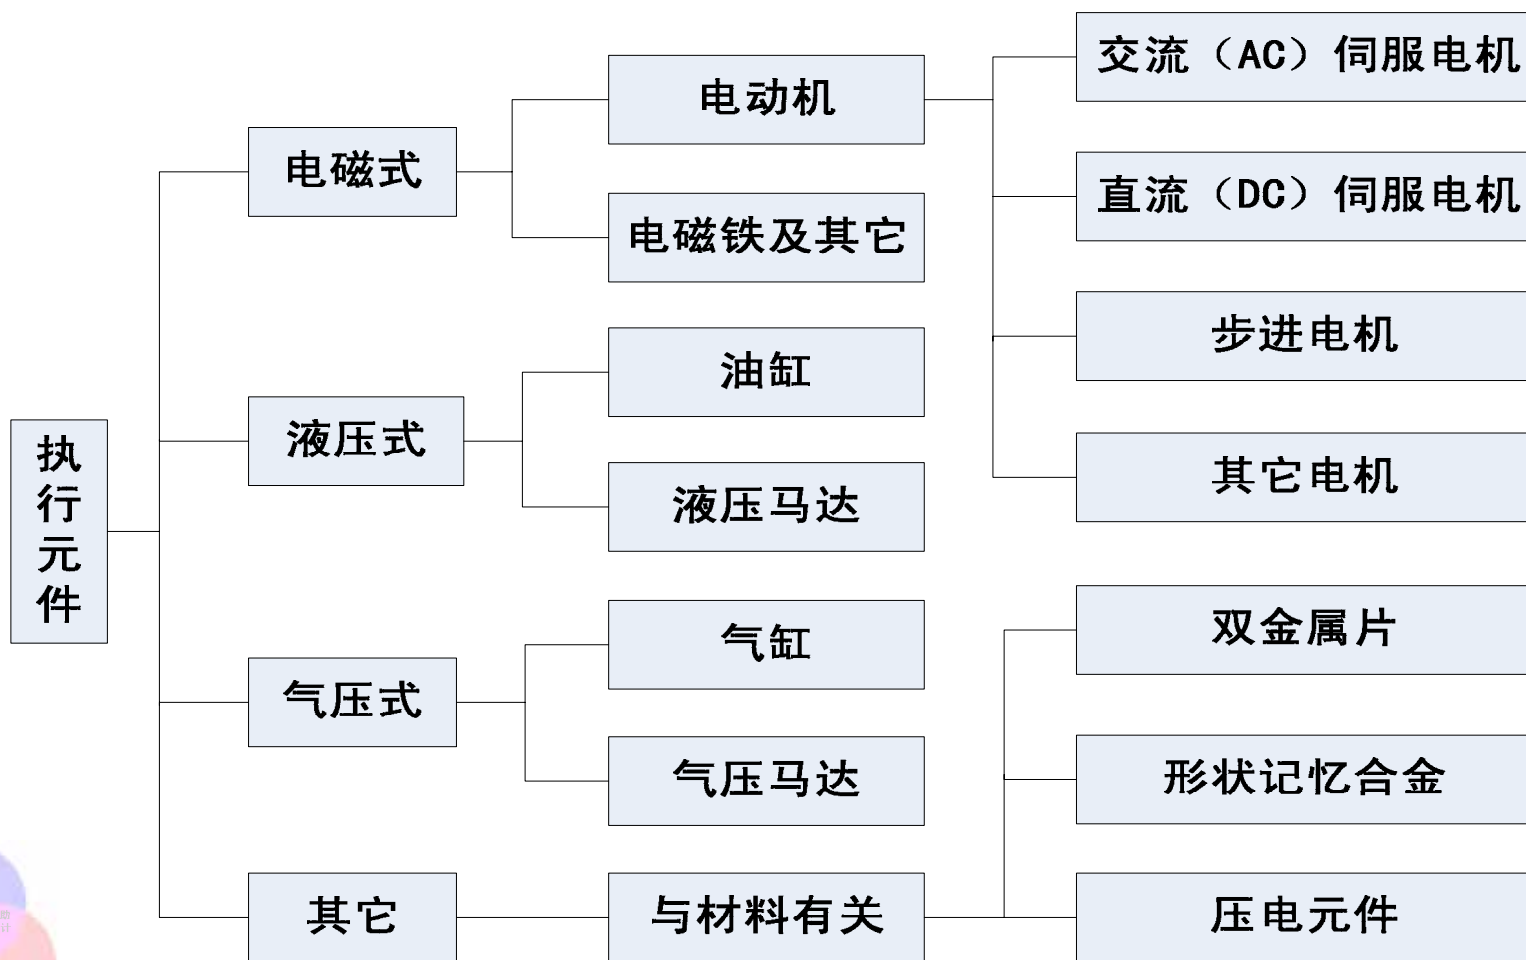 交流（AC）伺服电机
电动机
电磁式
直流（DC）伺服电机
电磁铁及其它
步进电机
油缸
液压式
执
行
元
件
其它电机
液压马达
双金属片
气缸
气压式
形状记忆合金
气压马达
其它
与材料有关
压电元件